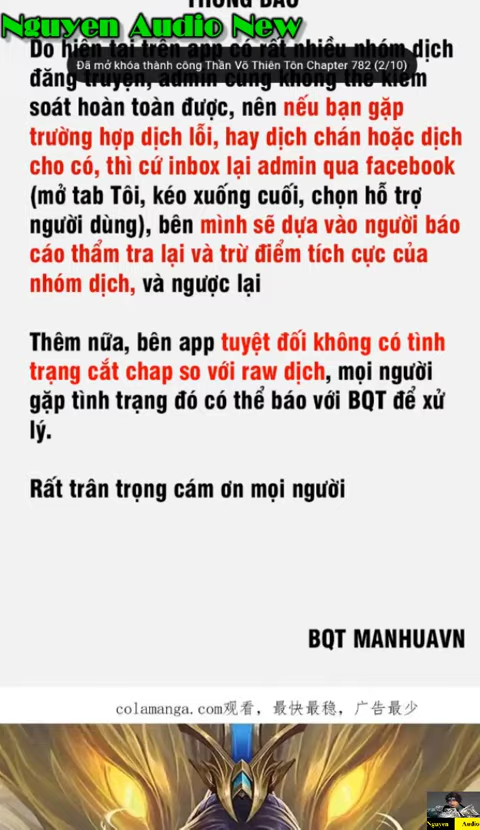 THÔNG BÁO
Nguyen Audio New
Do hiện tại trên app có rất nhiều nhóm dịch
Đã mở khóa thành công Thần Võ Thiên Tôn Chapter 782 (2/10)
đăng truyện, admin cũng không thể kiểm
soát hoàn toàn được, nên nếu bạn gặp
trường hợp dịch lỗi, hay dịch chán hoặc dịch
cho có, thì cứ inbox lại admin qua facebook
(mở tab Tôi, kéo xuống cuối, chọn hỗ trợ
người dùng), bên mình sẽ dựa vào người báo
cáo thẩm tra lại và trừ điểm tích cực của
nhóm dịch, và ngược lại
Thêm nữa, bên app tuyệt đối không có tình
trạng cắt chap so với raw dịch, mọi người
gặp tình trạng đó có thể báo với BQT để xử
lý.
Rất trân trọng cám ơn mọi người
BQT MANHUAVN
colamanga.com观看，最快最稳，广告最少
Nguyen Audio